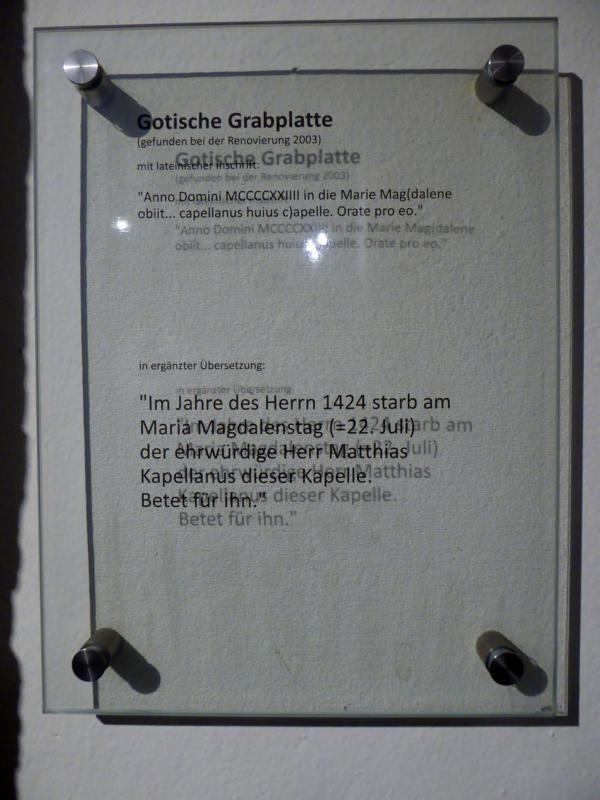 Gotische Grabplatte
(gefunden bei der Renovierung 2003)
mit lateinischer Inschrift:
"Anno Domini MCCCCXXIIII in die Marie Mag(dalene
obiit... capellanus huius c)apelle. Orate pro eo."
in ergänzter Übersetzung:
"Im Jahre des Herrn 1424 starb am
Maria Magdalenstag (=22. Juli)
der ehrwürdige Herr Matthias
Kapellanus dieser Kapelle.
Betet für ihn."